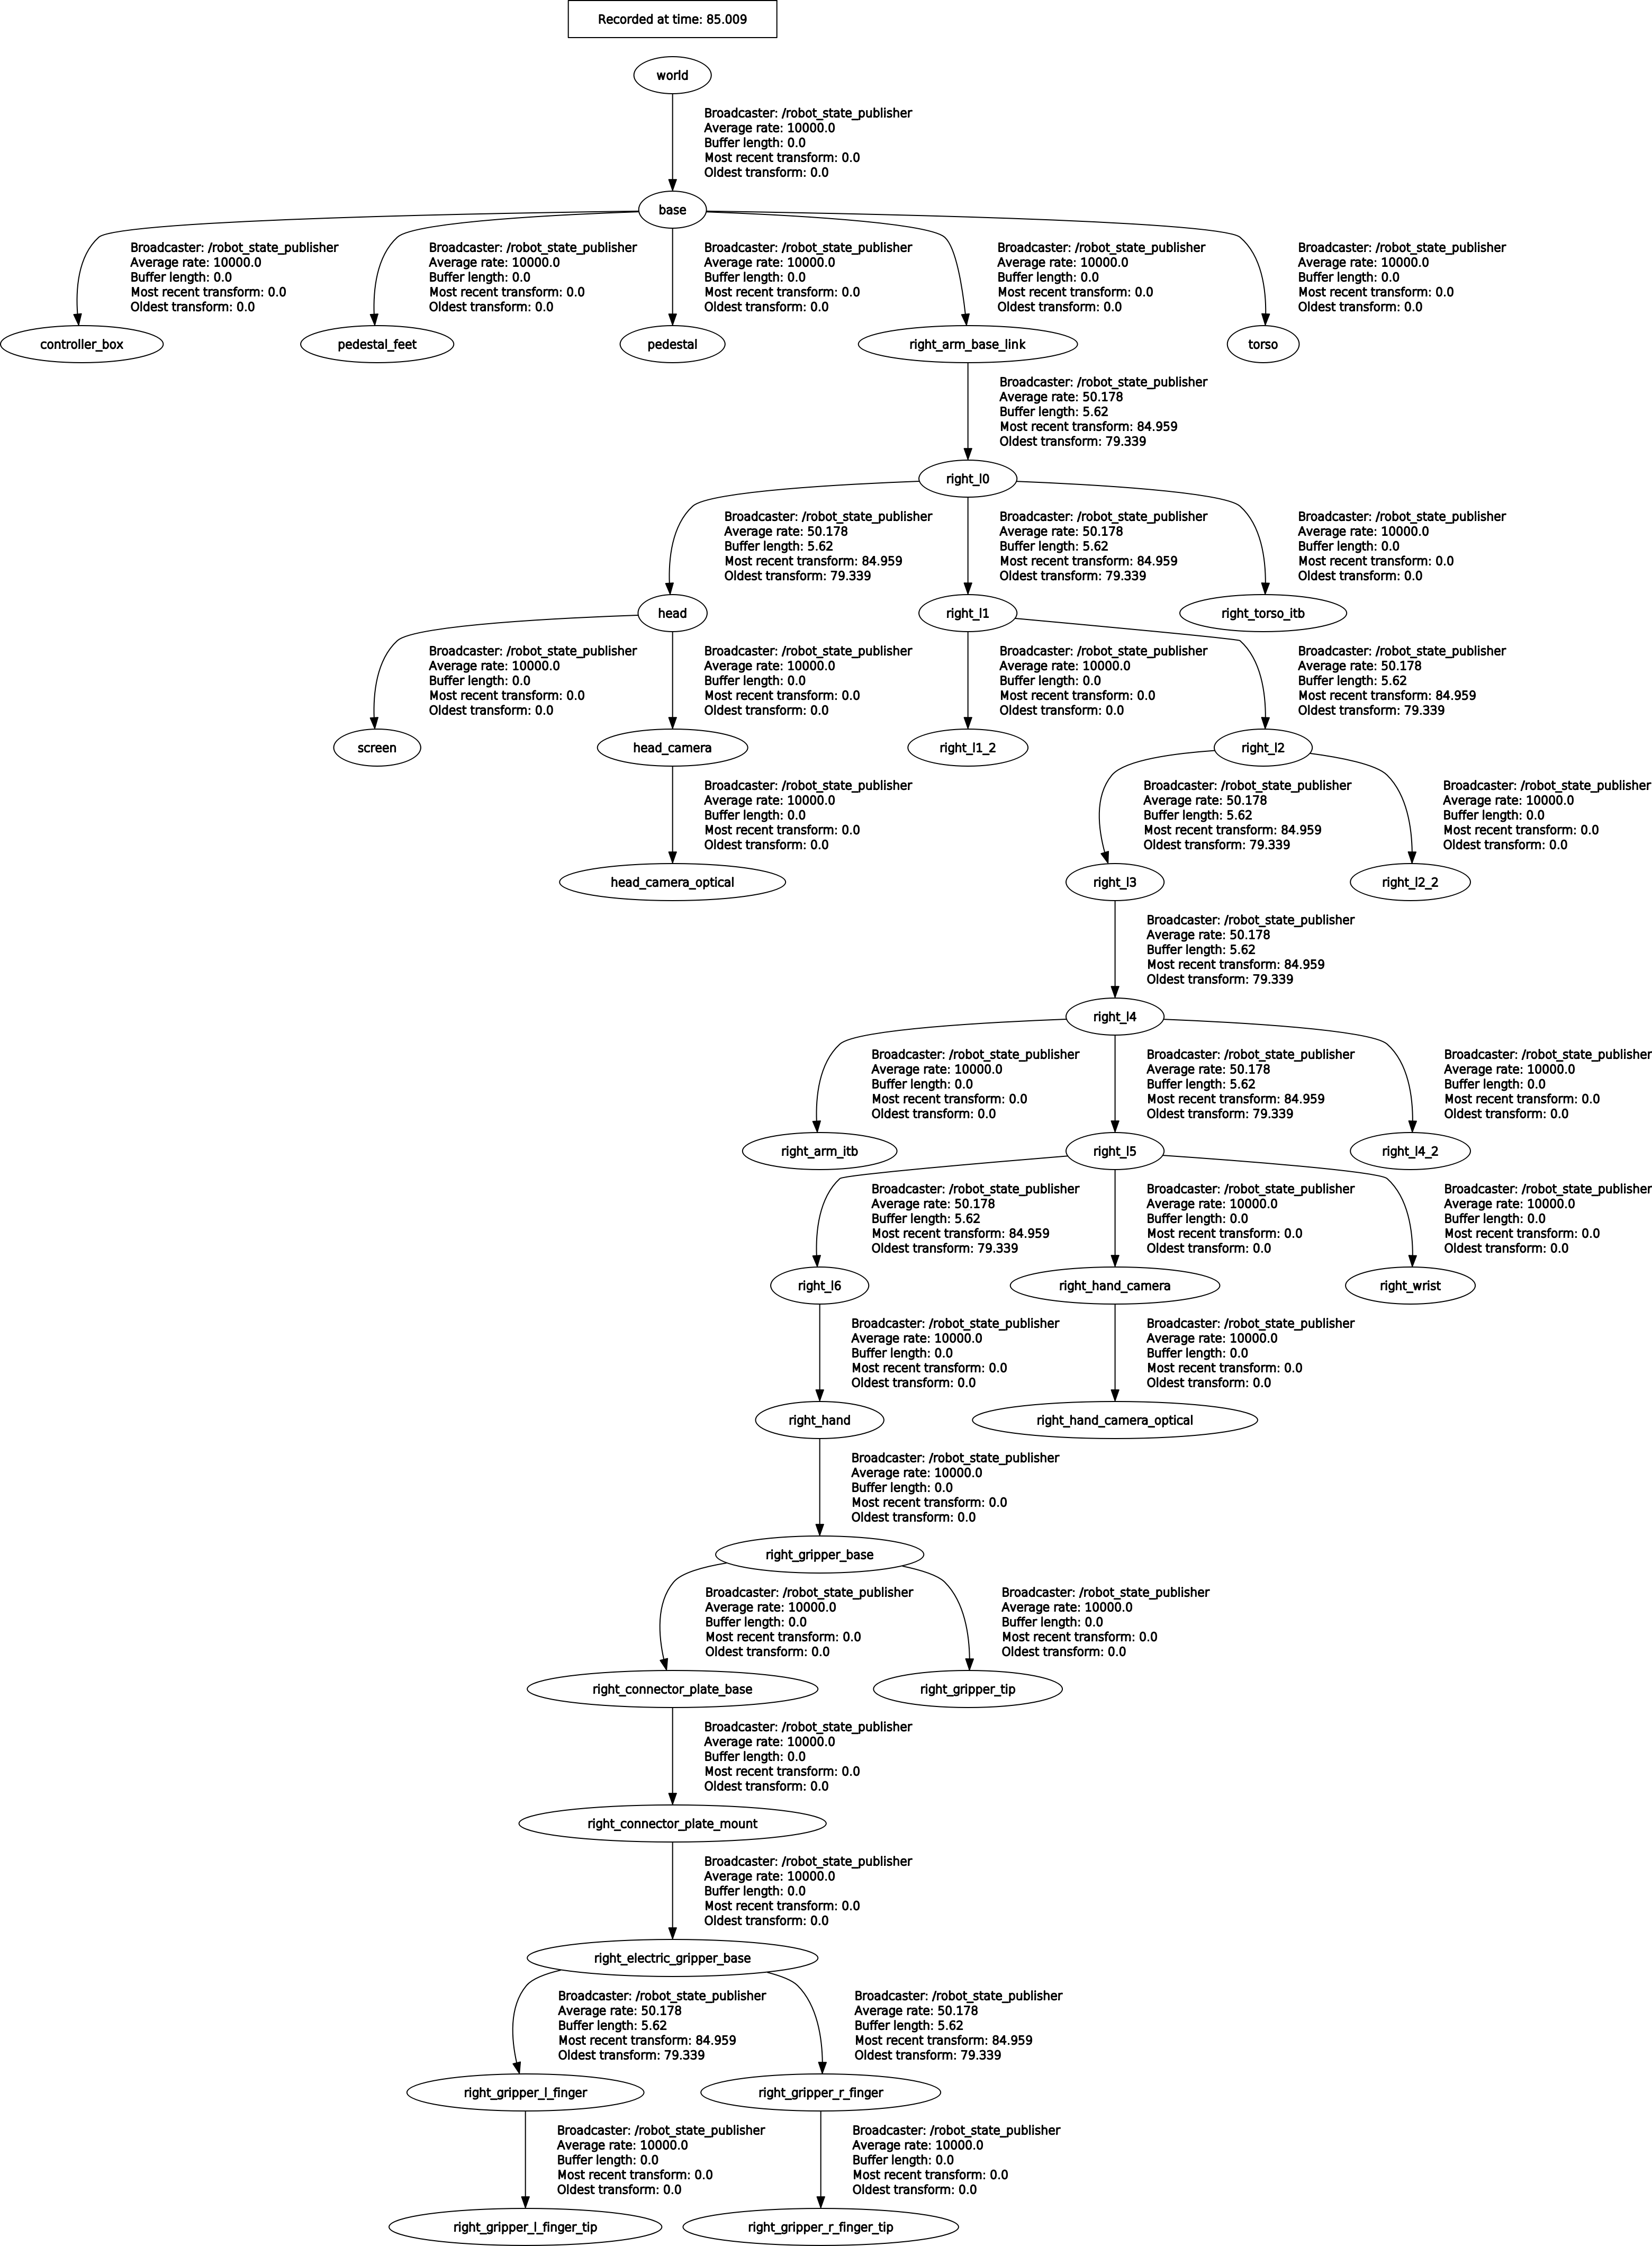 Recorded at time: 85.009
world
Broadcaster: /robot_state_publisher
Average rate: 10000.0
Buffer length: 0.0
Most recent transform: 0.0
Oldest transform: 0.0
base
Broadcaster: /robot_state_publisher
Average rate: 10000.0
Buffer length: 0.0
Most recent transform: 0.0
Oldest transform: 0.0
Broadcaster: /robot_state_publisher
Average rate: 10000.0
Buffer length: 0.0
Most recent transform: 0.0
Oldest transform: 0.0
Broadcaster: /robot_state_publisher
Average rate: 10000.0
Buffer length: 0.0
Most recent transform: 0.0
Oldest transform: 0.0
Broadcaster: /robot_state_publisher
Average rate: 10000.0
Buffer length: 0.0
Most recent transform: 0.0
Oldest transform: 0.0
Broadcaster: /robot_state_publisher
Average rate: 10000.0
Buffer length: 0.0
Most recent transform: 0.0
Oldest transform: 0.0
controller_box
pedestal_feet
pedestal
right_arm_base_link
torso
Broadcaster: /robot_state_publisher
Average rate: 50.178
Buffer length: 5.62
Most recent transform: 84.959
Oldest transform: 79.339
right_l0
Broadcaster: /robot_state_publisher
Average rate: 50.178
Buffer length: 5.62
Most recent transform: 84.959
Oldest transform: 79.339
Broadcaster: /robot_state_publisher
Average rate: 50.178
Buffer length: 5.62
Most recent transform: 84.959
Oldest transform: 79.339
Broadcaster: /robot_state_publisher
Average rate: 10000.0
Buffer length: 0.0
Most recent transform: 0.0
Oldest transform: 0.0
head
right_l1
right_torso_itb
Broadcaster: /robot_state_publisher
Average rate: 10000.0
Buffer length: 0.0
Most recent transform: 0.0
Oldest transform: 0.0
Broadcaster: /robot_state_publisher
Average rate: 10000.0
Buffer length: 0.0
Most recent transform: 0.0
Oldest transform: 0.0
Broadcaster: /robot_state_publisher
Average rate: 10000.0
Buffer length: 0.0
Most recent transform: 0.0
Oldest transform: 0.0
Broadcaster: /robot_state_publisher
Average rate: 50.178
Buffer length: 5.62
Most recent transform: 84.959
Oldest transform: 79.339
screen
head_camera
right_l1_2
right_l2
Broadcaster: /robot_state_publisher
Average rate: 10000.0
Buffer length: 0.0
Most recent transform: 0.0
Oldest transform: 0.0
Broadcaster: /robot_state_publisher
Average rate: 50.178
Buffer length: 5.62
Most recent transform: 84.959
Oldest transform: 79.339
Broadcaster: /robot_state_publisher
Average rate: 10000.0
Buffer length: 0.0
Most recent transform: 0.0
Oldest transform: 0.0
head_camera_optical
right_l3
right_l2_2
Broadcaster: /robot_state_publisher
Average rate: 50.178
Buffer length: 5.62
Most recent transform: 84.959
Oldest transform: 79.339
right_l4
Broadcaster: /robot_state_publisher
Average rate: 10000.0
Buffer length: 0.0
Most recent transform: 0.0
Oldest transform: 0.0
Broadcaster: /robot_state_publisher
Average rate: 50.178
Buffer length: 5.62
Most recent transform: 84.959
Oldest transform: 79.339
Broadcaster: /robot_state_publisher
Average rate: 10000.0
Buffer length: 0.0
Most recent transform: 0.0
Oldest transform: 0.0
right_arm_itb
right_l5
right_l4_2
Broadcaster: /robot_state_publisher
Average rate: 50.178
Buffer length: 5.62
Most recent transform: 84.959
Oldest transform: 79.339
Broadcaster: /robot_state_publisher
Average rate: 10000.0
Buffer length: 0.0
Most recent transform: 0.0
Oldest transform: 0.0
Broadcaster: /robot_state_publisher
Average rate: 10000.0
Buffer length: 0.0
Most recent transform: 0.0
Oldest transform: 0.0
right_l6
right_hand_camera
right_wrist
Broadcaster: /robot_state_publisher
Average rate: 10000.0
Buffer length: 0.0
Most recent transform: 0.0
Oldest transform: 0.0
Broadcaster: /robot_state_publisher
Average rate: 10000.0
Buffer length: 0.0
Most recent transform: 0.0
Oldest transform: 0.0
right_hand
right_hand_camera_optical
Broadcaster: /robot_state_publisher
Average rate: 10000.0
Buffer length: 0.0
Most recent transform: 0.0
Oldest transform: 0.0
right_gripper_base
Broadcaster: /robot_state_publisher
Average rate: 10000.0
Buffer length: 0.0
Most recent transform: 0.0
Oldest transform: 0.0
Broadcaster: /robot_state_publisher
Average rate: 10000.0
Buffer length: 0.0
Most recent transform: 0.0
Oldest transform: 0.0
right_connector_plate_base
right_gripper_tip
Broadcaster: /robot_state_publisher
Average rate: 10000.0
Buffer length: 0.0
Most recent transform: 0.0
Oldest transform: 0.0
right_connector_plate_mount
Broadcaster: /robot_state_publisher
Average rate: 10000.0
Buffer length: 0.0
Most recent transform: 0.0
Oldest transform: 0.0
right_electric_gripper_base
Broadcaster: /robot_state_publisher
Average rate: 50.178
Buffer length: 5.62
Most recent transform: 84.959
Oldest transform: 79.339
Broadcaster: /robot_state_publisher
Average rate: 50.178
Buffer length: 5.62
Most recent transform: 84.959
Oldest transform: 79.339
right_gripper_l_finger
right_gripper_r_finger
Broadcaster: /robot_state_publisher
Average rate: 10000.0
Buffer length: 0.0
Most recent transform: 0.0
Oldest transform: 0.0
Broadcaster: /robot_state_publisher
Average rate: 10000.0
Buffer length: 0.0
Most recent transform: 0.0
Oldest transform: 0.0
right_gripper_l_finger_tip
right_gripper_r_finger_tip